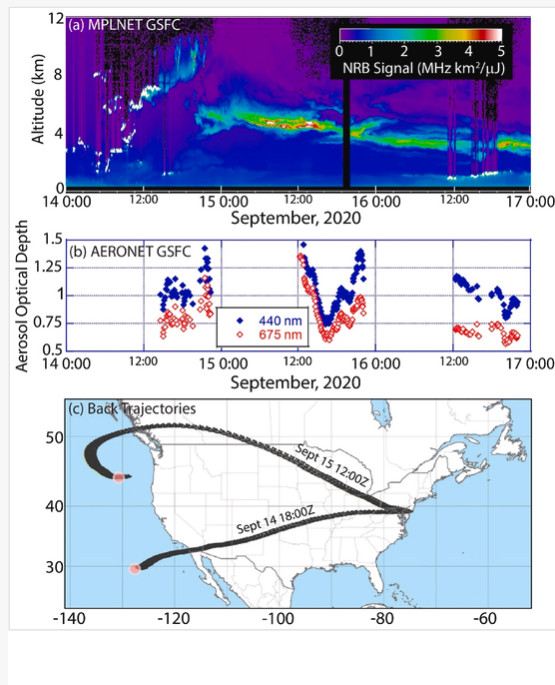 (a) MPLNET GSFC
12
8
4
0
Altitude (km)
0 1 2 3 4 5
NRB Signal (MHz km²/μJ)
14 0:00 12:00 15 0:00 12:00 16 0:00 12:00 17 0:00
September, 2020
(b) AERONET GSFC
1.5
1.25
1
0.75
0.5
Aerosol Optical Depth
440 nm
675 nm
14 0:00 12:00 15 0:00 12:00 16 0:00 12:00 17 0:00
September, 2020
(c) Back Trajectories
50
40
30
Sept 15 12:00Z
Sept 14 18:00Z
-140 -120 -100 -80 -60